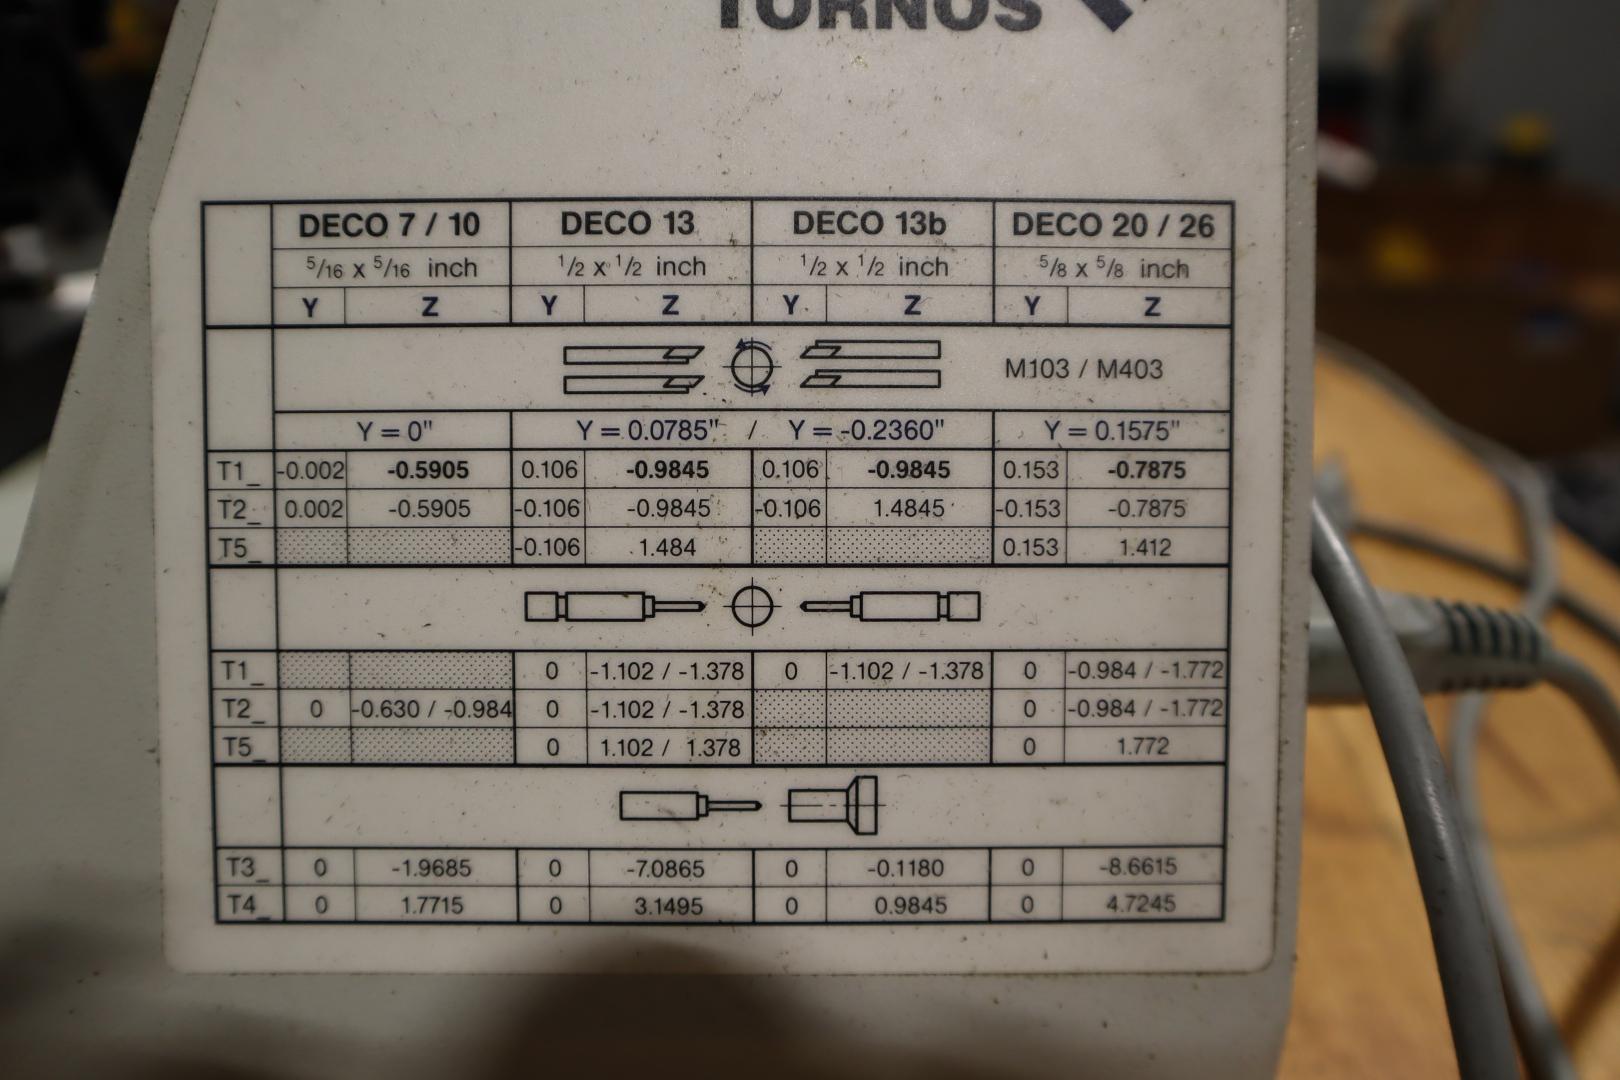 TORNOS
DECO 7 / 10 DECO 13 DECO 13b DECO 20 / 26
5/16 x 5/16 inch 1/2 x 1/2 inch 1/2 x 1/2 inch 5/8 x 5/8 inch
Y Z Y Z Y Z Y Z
M103 / M403
Y = 0" Y = 0.0785" / Y = -0.2360" Y = 0.1575"
T1_ -0.002 -0.5905 0.106 -0.9845 0.106 -0.9845 0.153 -0.7875
T2_ 0.002 -0.5905 -0.106 -0.9845 -0.106 1.4845 -0.153 -0.7875
T5_ -0.106 1.484 0.153 1.412
T1_ 0 -1.102 / -1.378 0 -1.102 / -1.378 0 -0.984 / -1.772
T2_ 0 -0.630 / -0.984 0 -1.102 / -1.378 0 -0.984 / -1.772
T5_ 0 1.102 / 1.378 0 1.772
T3_ 0 -1.9685 0 -7.0865 0 -0.1180 0 -8.6615
T4_ 0 1.7715 0 3.1495 0 0.9845 0 4.7245